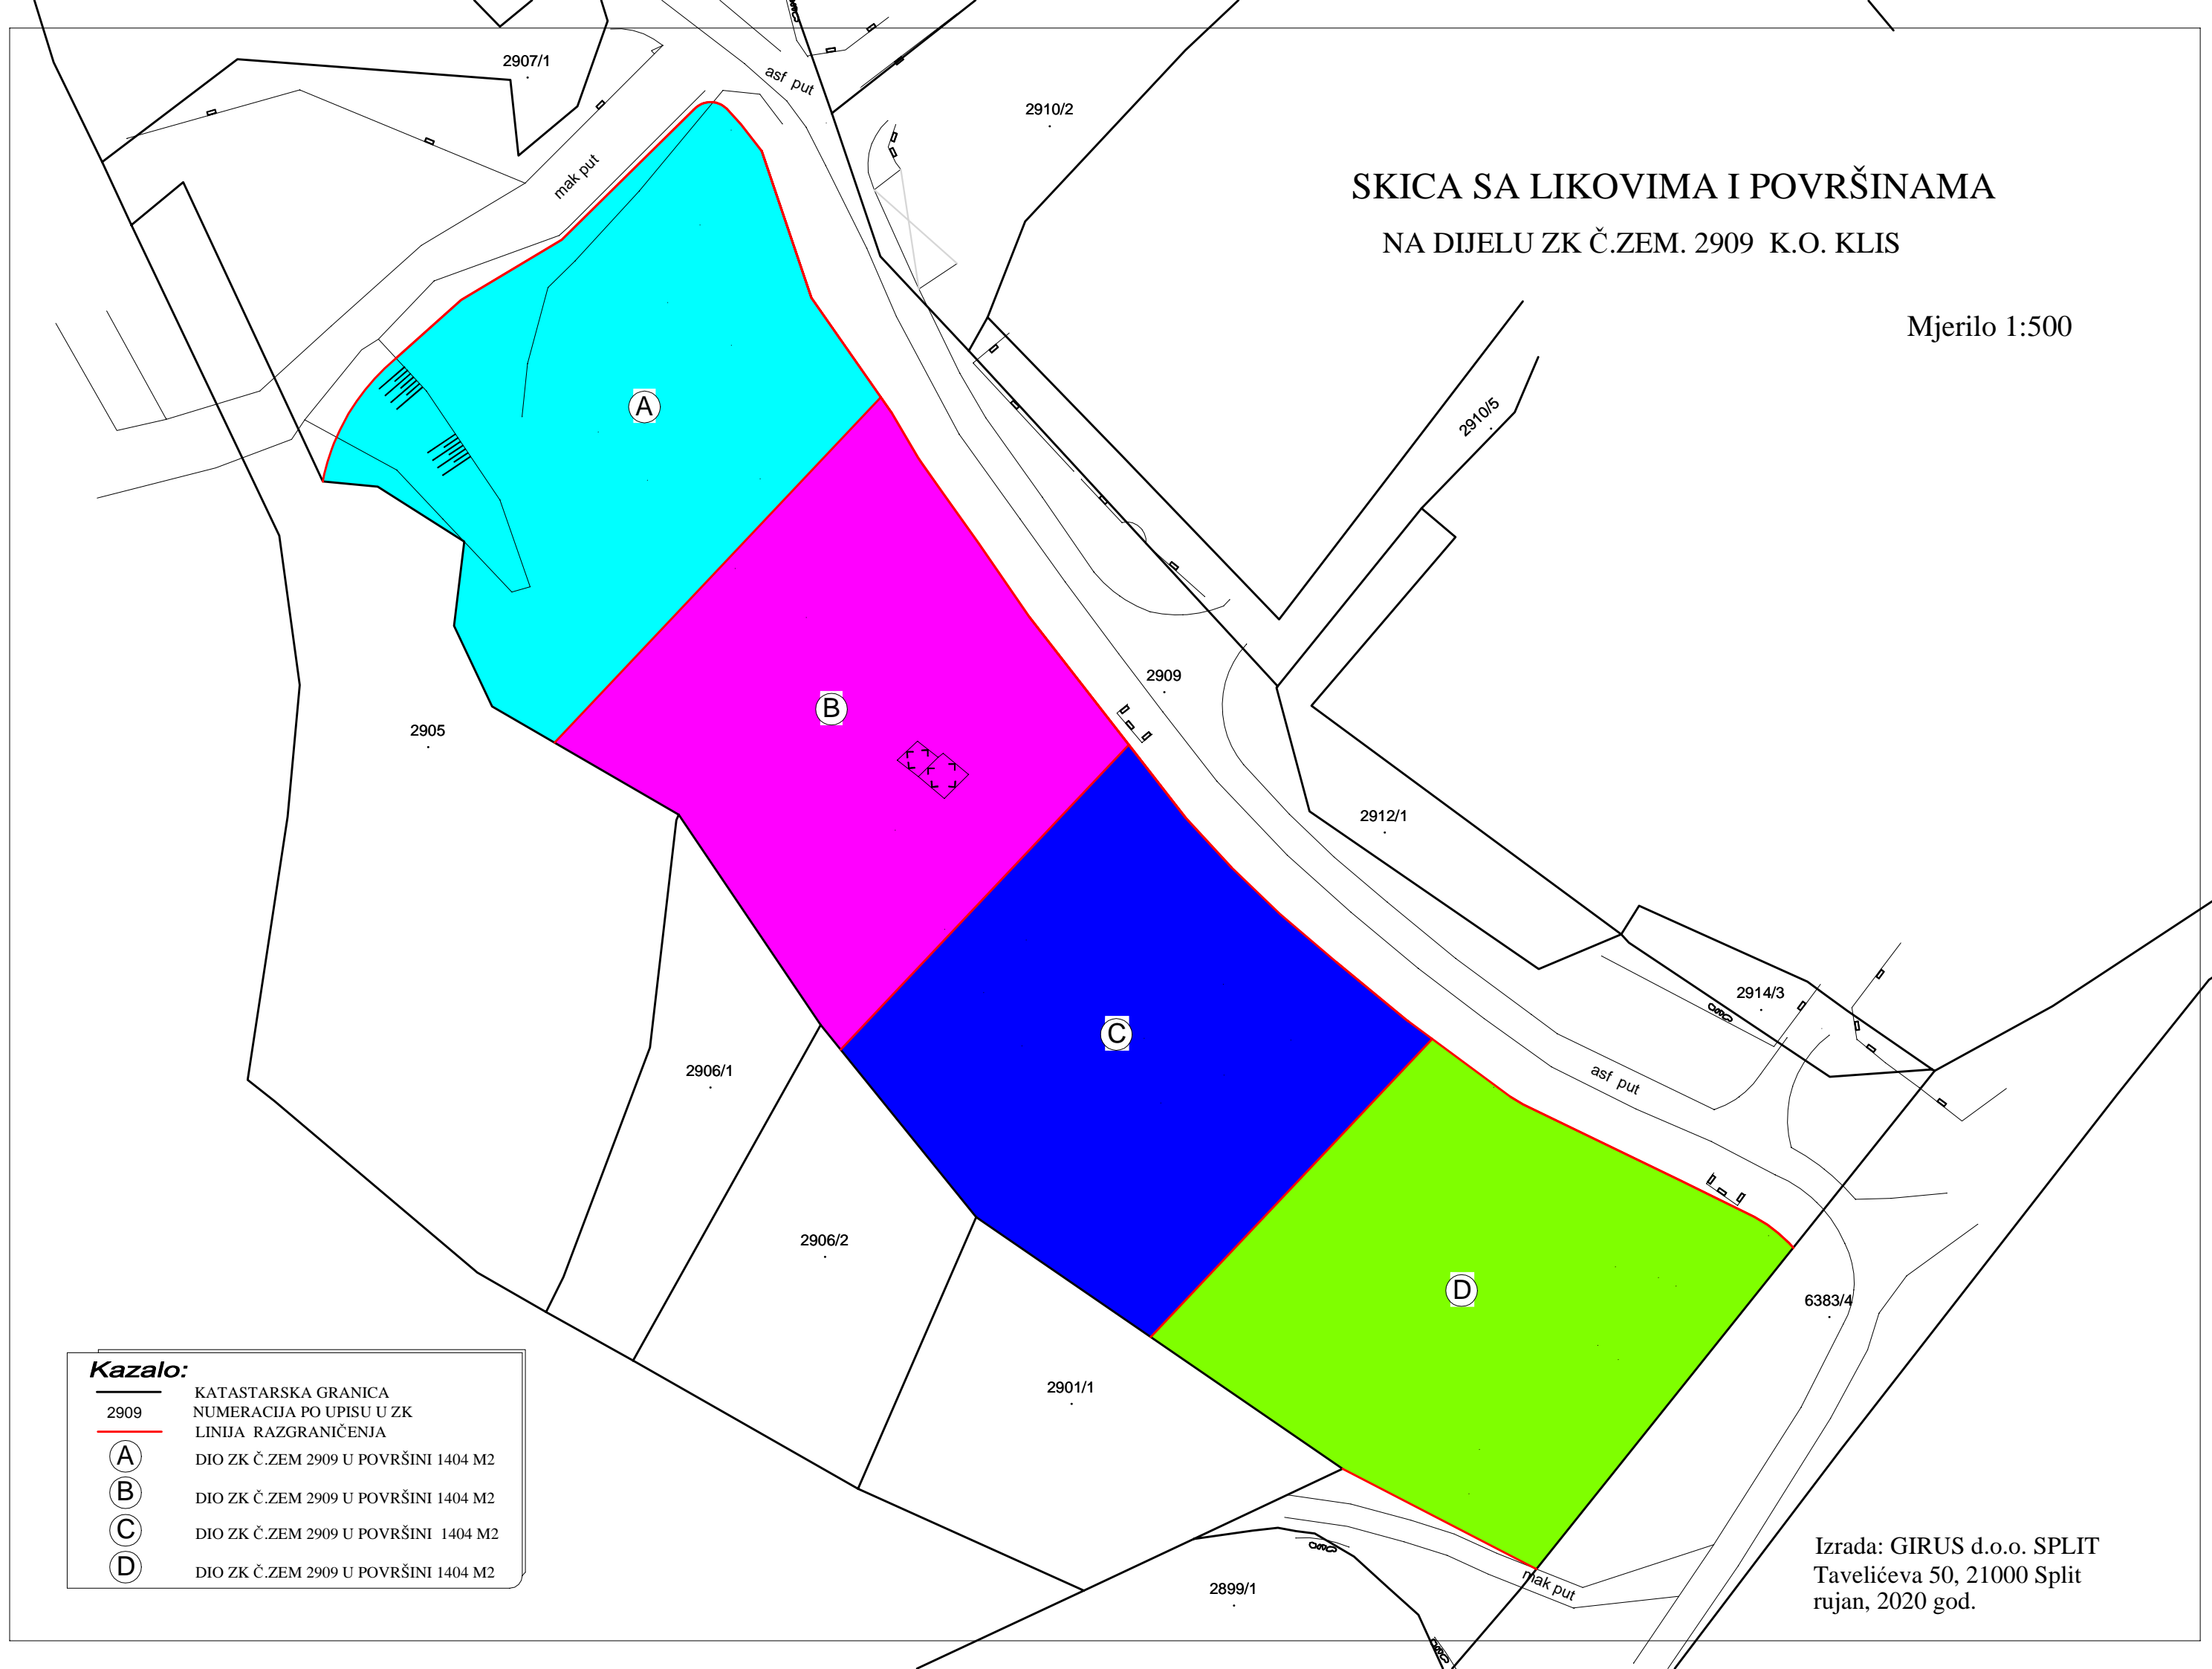 2907/1
asf put
2910/2
mak put
SKICA SA LIKOVIMA I POVRŠINAMA
NA DIJELU ZK Č.ZEM. 2909 K.O. KLIS
Mjerilo 1:500
A
2910/5
2909
B
2905
2912/1
2914/3
C
2906/1
asf put
2906/2
D
6383/4
2901/1
Kazalo:
KATASTARSKA GRANICA
2909 NUMERACIJA PO UPISU U ZK
LINIJA RAZGRANIČENJA
A DIO ZK Č.ZEM 2909 U POVRŠINI 1404 M2
B DIO ZK Č.ZEM 2909 U POVRŠINI 1404 M2
C DIO ZK Č.ZEM 2909 U POVRŠINI 1404 M2
D DIO ZK Č.ZEM 2909 U POVRŠINI 1404 M2
mak put
2899/1
Izrada: GIRUS d.o.o. SPLIT
Tavelićeva 50, 21000 Split
rujan, 2020 god.